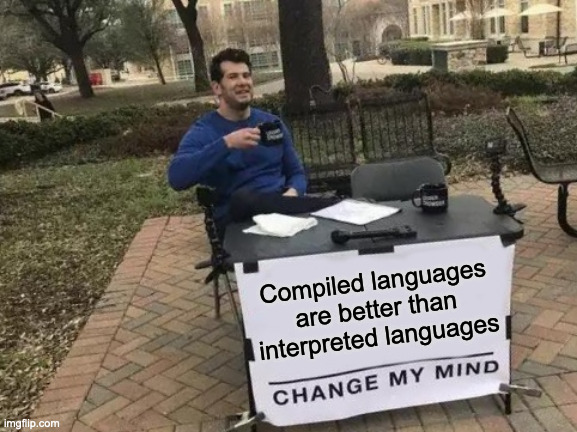 Compiled languages
are better than
interpreted languages
CHANGE MY MIND
imgflip.com